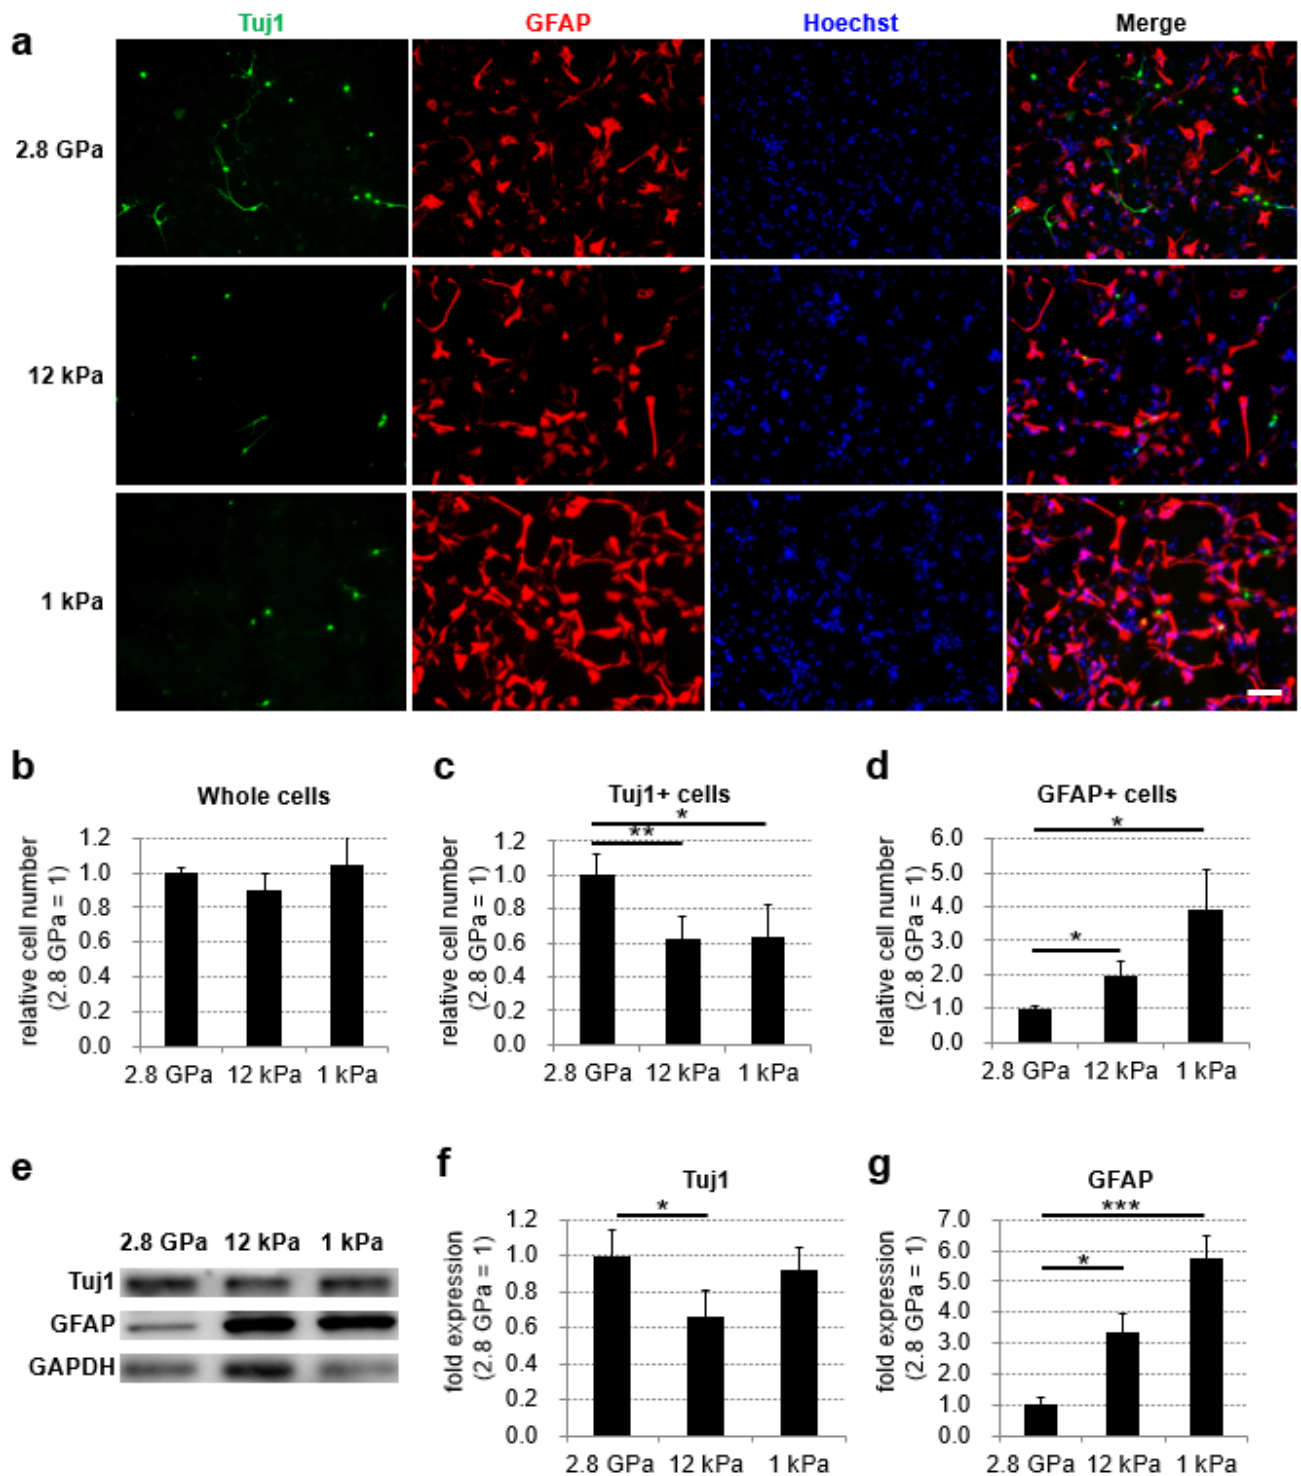 Tuj1 GFAP Hoechst Merge
a
2.8 GPa
12 kPa
1 kPa
b
Whole cells
relative cell number
(2.8 GPa = 1)
1.2
1.0
0.8
0.6
0.4
0.2
0.0
2.8 GPa 12 kPa 1 kPa
c
Tuj1+ cells
*
**
relative cell number
(2.8 GPa = 1)
1.2
1.0
0.8
0.6
0.4
0.2
0.0
2.8 GPa 12 kPa 1 kPa
d
GFAP+ cells
*
*
relative cell number
(2.8 GPa = 1)
6.0
4.0
3.0
2.0
1.0
0.0
2.8 GPa 12 kPa 1 kPa
e
2.8 GPa 12 kPa 1 kPa
Tuj1
GFAP
GAPDH
f
Tuj1
*
fold expression
(2.8 GPa = 1)
1.2
1.0
0.8
0.6
0.4
0.2
0.0
2.8 GPa 12 kPa 1 kPa
g
GFAP
***
*
fold expression
(2.8 GPa = 1)
7.0
6.0
5.0
4.0
3.0
2.0
1.0
0.0
2.8 GPa 12 kPa 1 kPa